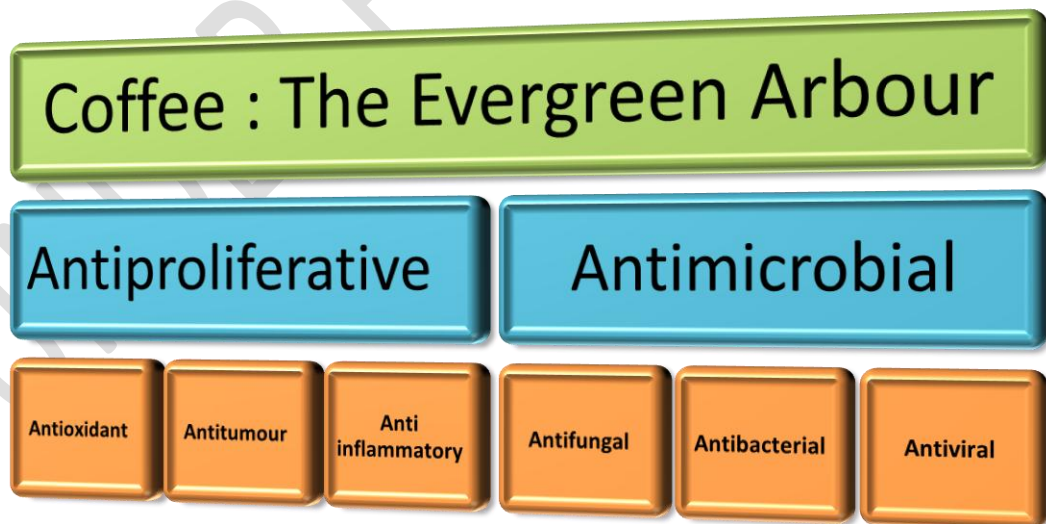 Coffee : The Evergreen Arbour
Antiproliferative
Antimicrobial
Antioxidant
Antitumour
Anti
inflammatory
Antifungal
Antibacterial
Antiviral